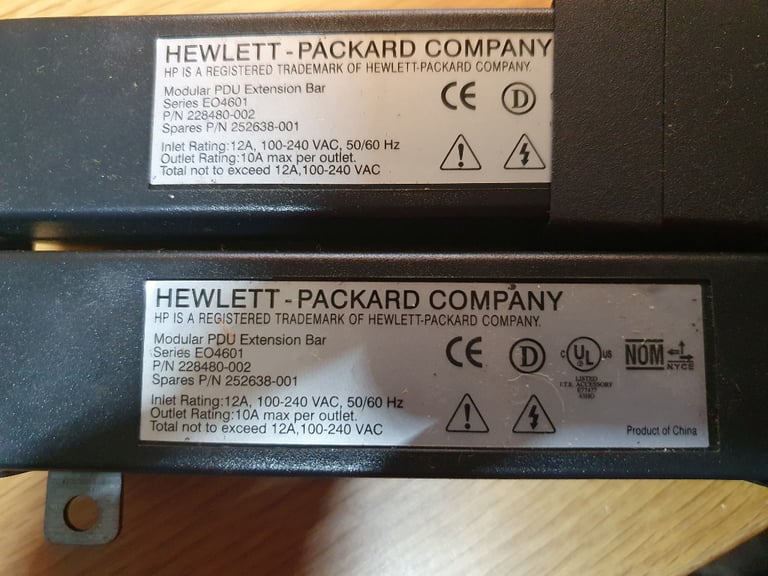 HEWLETT-PACKARD COMPANY
HP IS A REGISTERED TRADEMARK OF HEWLETT-PACKARD COMPANY.
Modular PDU Extension Bar
Series EO4601
P/N 228480-002
Spares P/N 252638-001
Inlet Rating:12A, 100-240 VAC, 50/60 Hz
Outlet Rating:10A max per outlet.
Total not to exceed 12A,100-240 VAC
CE D
HEWLETT-PACKARD COMPANY
HP IS A REGISTERED TRADEMARK OF HEWLETT-PACKARD COMPANY.
Modular PDU Extension Bar
Series EO4601
P/N 228480-002
Spares P/N 252638-001
Inlet Rating:12A, 100-240 VAC, 50/60 Hz
Outlet Rating:10A max per outlet.
Total not to exceed 12A,100-240 VAC
CE D c UL US NOM NYCE
LISTED
I.T.E. ACCESSORY
Product of China